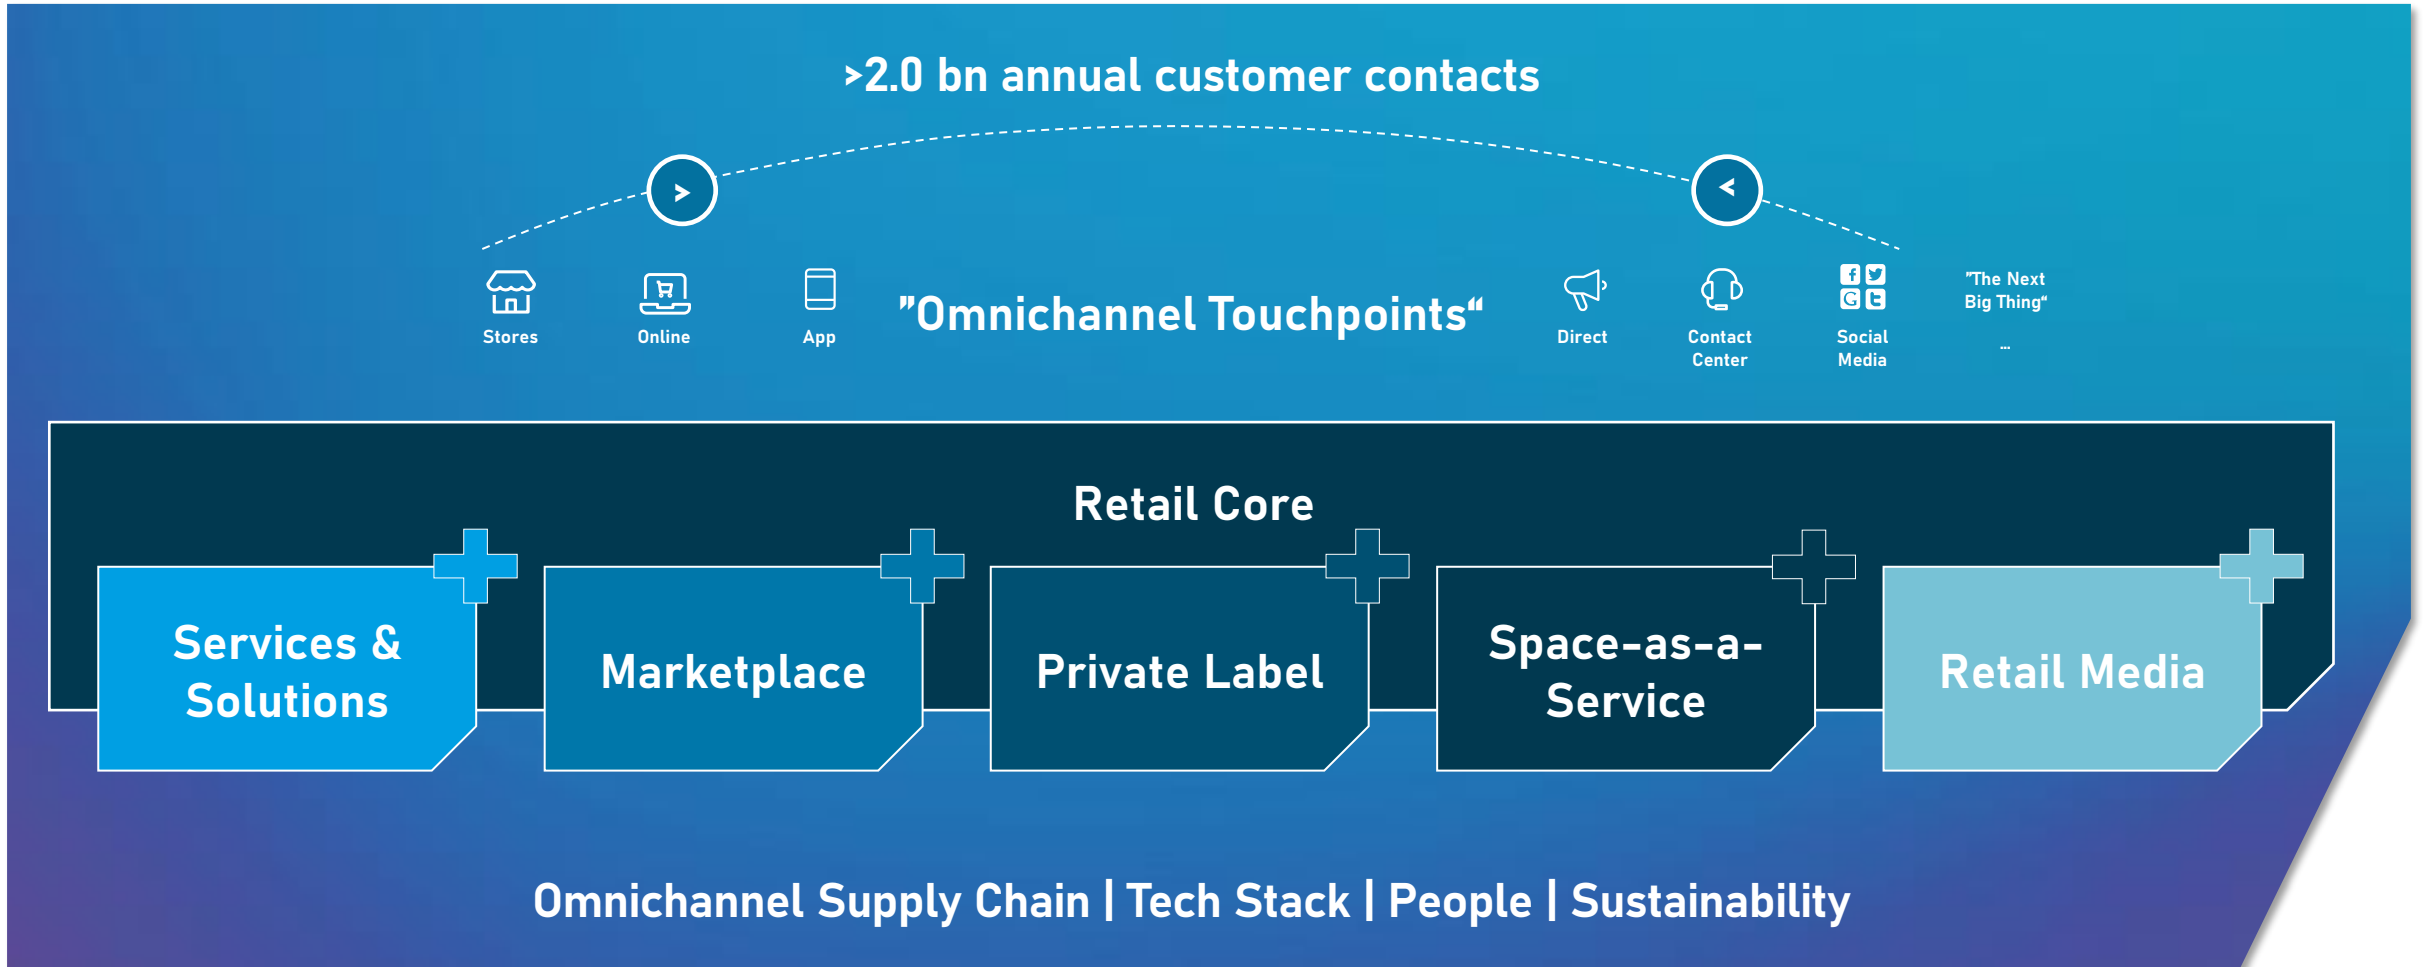 >2.0 bn annual customer contacts
>
<
"Omnichannel Touchpoints“
Stores
Online
App
Direct
Contact
Center
Social
Media
"The Next
Big Thing“
...
Retail Core
Services &
Solutions
Marketplace
Private Label
Space-as-a-
Service
Retail Media
Omnichannel Supply Chain | Tech Stack | People | Sustainability